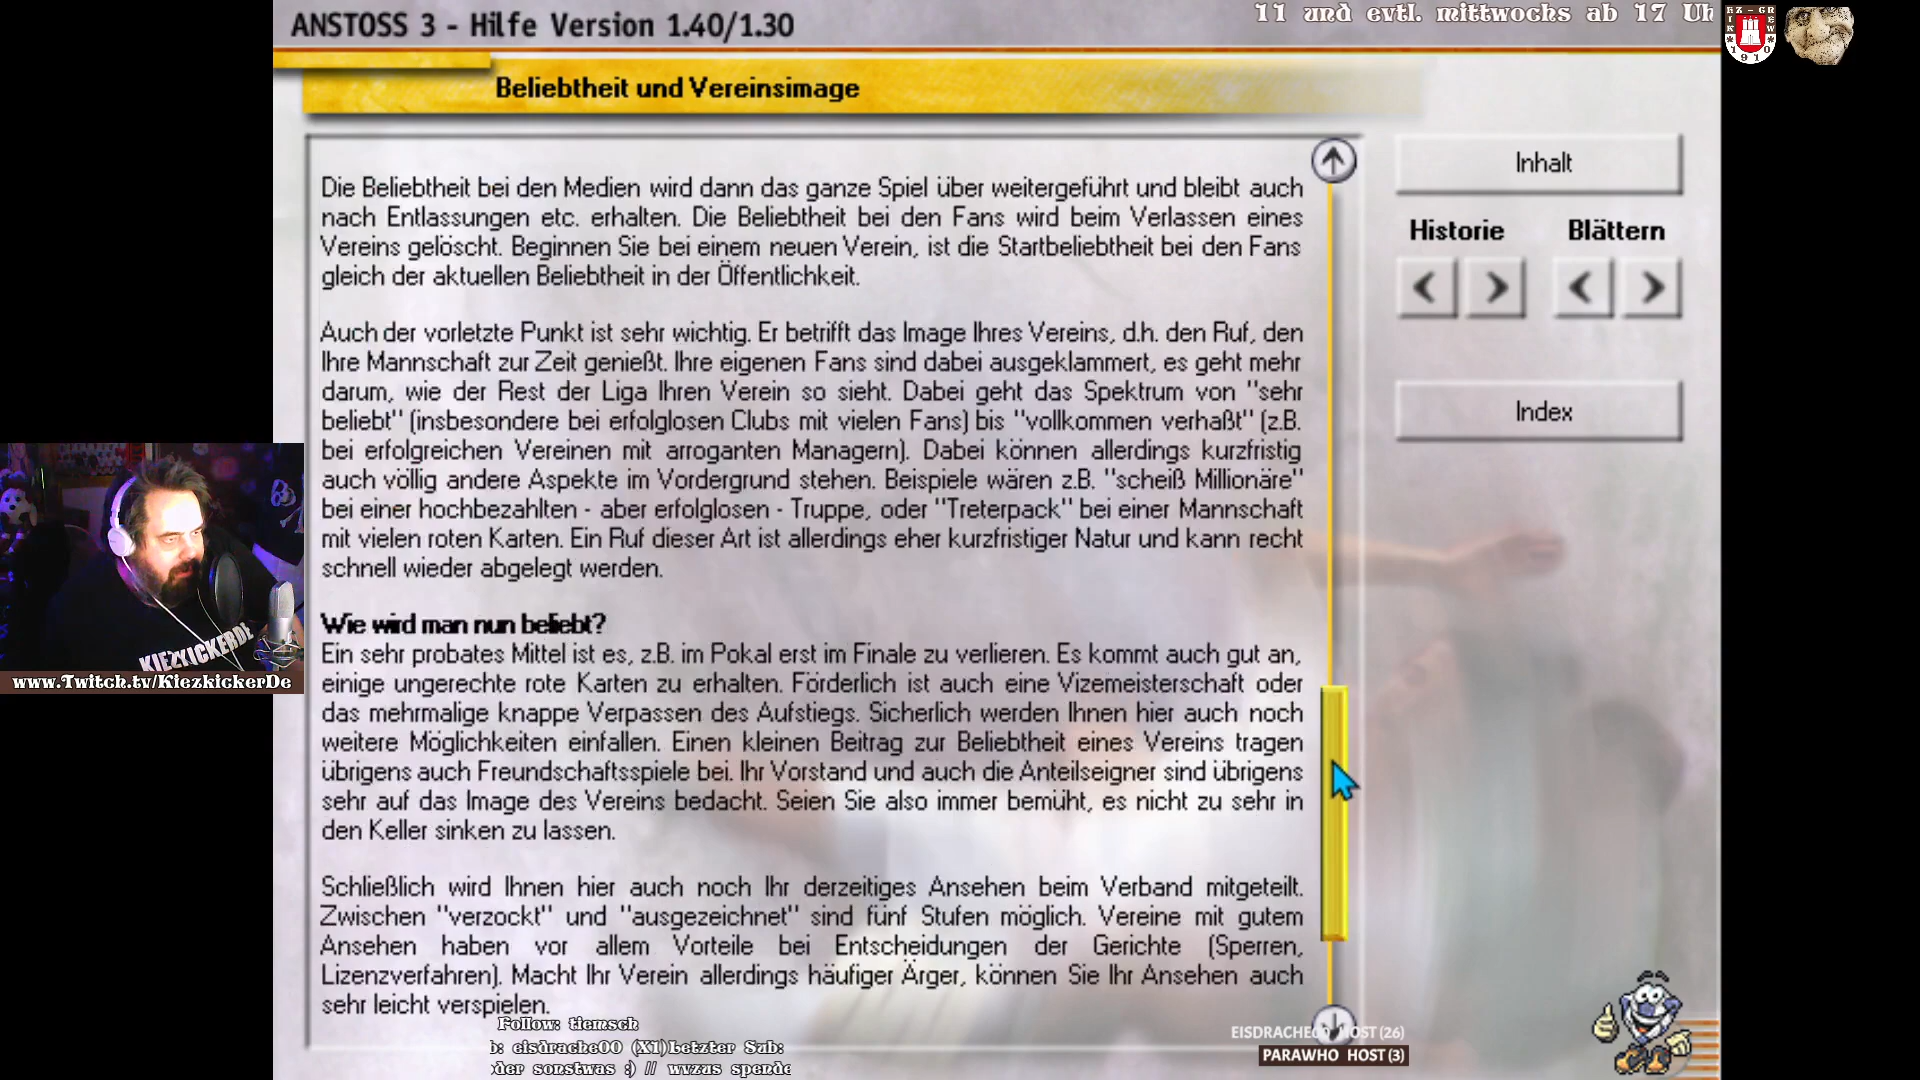 ANSTOSS 3 - Hilfe Version 1.40/1.30
11 und evtl. mittwochs ab 17 Uh
Beliebtheit und Vereinsimage
Die Beliebtheit bei den Medien wird dann das ganze Spiel über weitergeführt und bleibt auch
nach Entlassungen etc. erhalten. Die Beliebtheit bei den Fans wird beim Verlassen eines
Vereins gelöscht. Beginnen Sie bei einem neuen Verein, ist die Startbeliebtheit bei den Fans
gleich der aktuellen Beliebtheit in der Öffentlichkeit.
Auch der vorletzte Punkt ist sehr wichtig. Er betrifft das Image Ihres Vereins, d.h. den Ruf, den
Ihre Mannschaft zur Zeit genießt. Ihre eigenen Fans sind dabei ausgeklammert, es geht mehr
darum, wie der Rest der Liga Ihren Verein so sieht. Dabei geht das Spektrum von "sehr
beliebt" (insbesondere bei erfolglosen Clubs mit vielen Fans) bis "vollkommen verhaßt" (z.B.
bei erfolgreichen Vereinen mit arroganten Managern). Dabei können allerdings kurzfristig
auch völlig andere Aspekte im Vordergrund stehen. Beispiele wären z.B. "scheiß Millionäre"
bei einer hochbezahlten - aber erfolglosen - Truppe, oder "Treterpack" bei einer Mannschaft
mit vielen roten Karten. Ein Ruf dieser Art ist allerdings eher kurzfristiger Natur und kann recht
schnell wieder abgelegt werden.
Wie wird man nun beliebt?
Ein sehr probates Mittel ist es, z.B. im Pokal erst im Finale zu verlieren. Es kommt auch gut an,
einige ungerechte rote Karten zu erhalten. Förderlich ist auch eine Vizemeisterschaft oder
das mehrmalige knappe Verpassen des Aufstiegs. Sicherlich werden Ihnen hier auch noch
weitere Möglichkeiten einfallen. Einen kleinen Beitrag zur Beliebtheit eines Vereins tragen
übrigens auch Freundschaftsspiele bei. Ihr Vorstand und auch die Anteilseigner sind übrigens
sehr auf das Image des Vereins bedacht. Seien Sie also immer bemüht, es nicht zu sehr in
den Keller sinken zu lassen.
Schließlich wird Ihnen hier auch noch Ihr derzeitiges Ansehen beim Verband mitgeteilt.
Zwischen "verzockt" und "ausgezeichnet" sind fünf Stufen möglich. Vereine mit gutem
Ansehen haben vor allem Vorteile bei Entscheidungen der Gerichte (Sperren,
Lizenzverfahren). Macht Ihr Verein allerdings häufiger Ärger, können Sie Ihr Ansehen auch
sehr leicht verspielen.
Inhalt
Historie Blättern
Index
KIEZKICKERDE
www.Twitch.tv/KiezkickerDe
Follow: tiemsch
b: eisdrache00 (X1)Letzter Sub:
der sonstwas :) // wvzus spende
EISDRACHE00 HOST (26)
PARAWHO HOST (3)